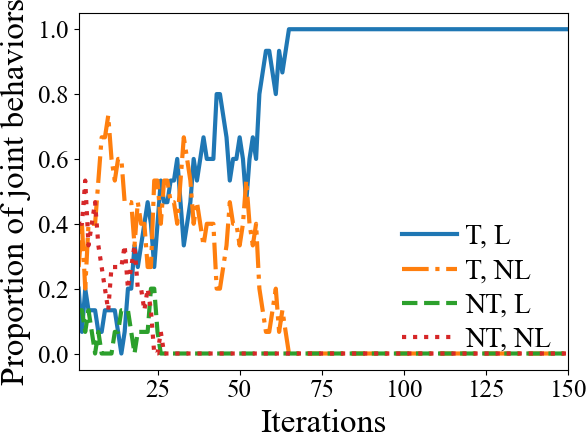 Proportion of joint behaviors
1.0
0.8
0.6
0.4
0.2
0.0
T, L
T, NL
NT, L
NT, NL
25 50 75 100 125 150
Iterations